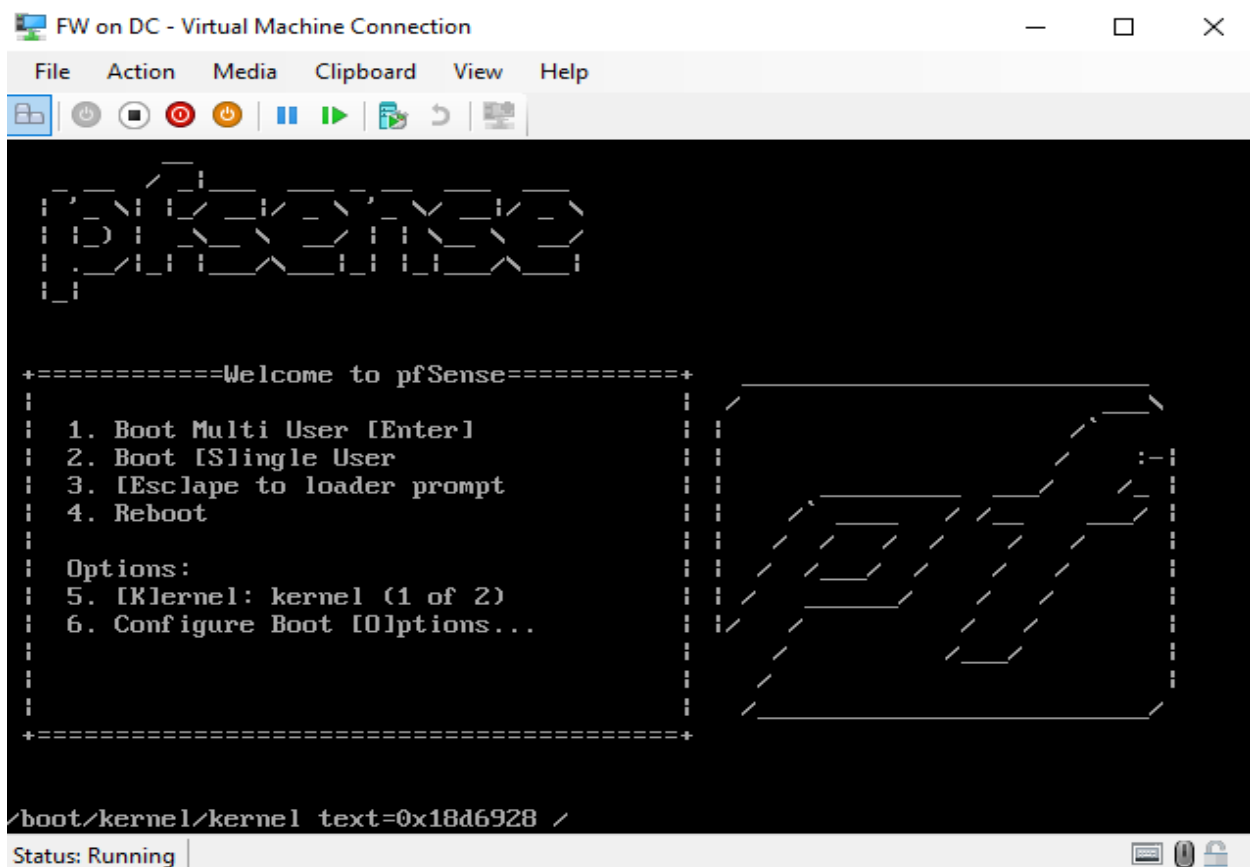 FW on DC - Virtual Machine Connection
File Action Media Clipboard View Help
pfsense
+============Welcome to pfSense===========+
1. Boot Multi User [Enter]
2. Boot [S]ingle User
3. [Esc]ape to loader prompt
4. Reboot
Options:
5. [K]ernel: kernel (1 of 2)
6. Configure Boot [O]ptions...
pf
/boot/kernel/kernel text=0x18d6928 /
Status: Running